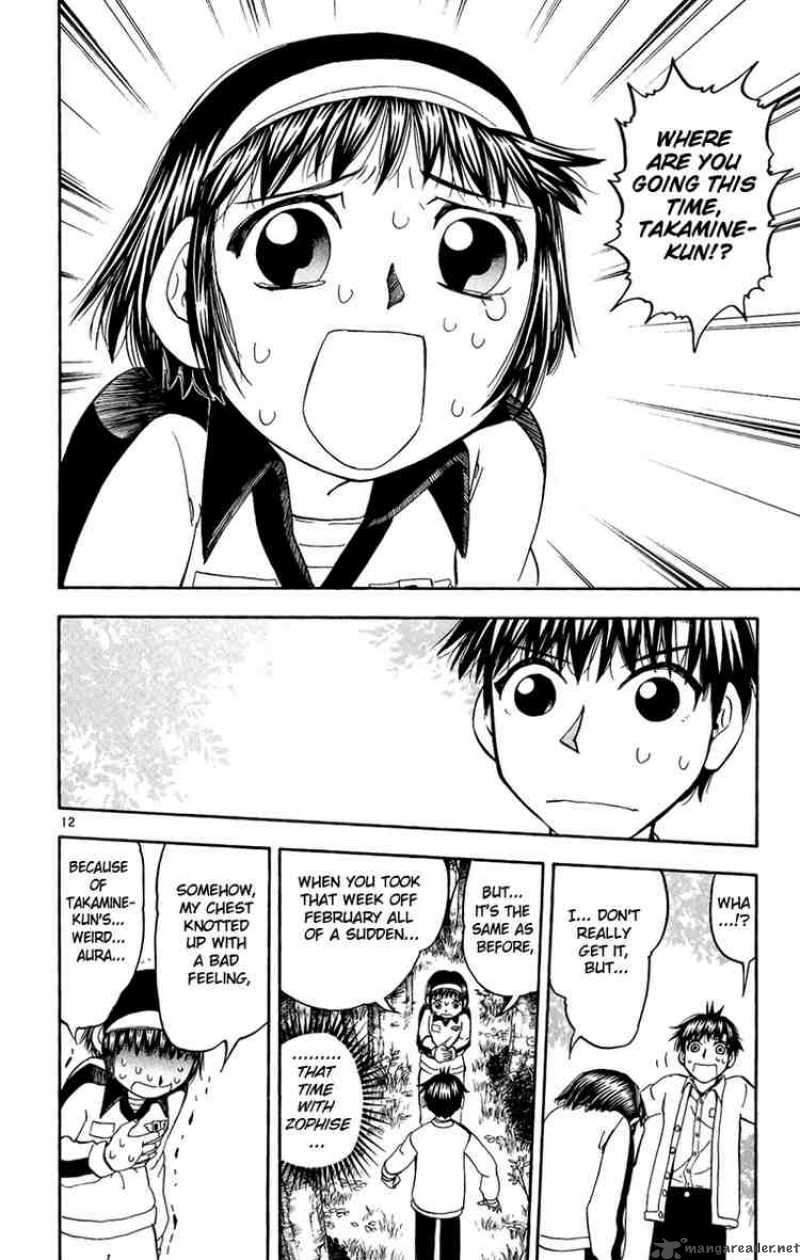 WHERE
ARE YOU
GOING THIS
TIME,
TAKAMINE-
KUN!?
12
WHA
...!?
I... DON'T
REALLY
GET IT,
BUT...
BUT...
IT'S THE
SAME AS
BEFORE,
WHEN YOU TOOK
THAT WEEK OFF
FEBRUARY ALL
OF A SUDDEN...
.........
THAT
TIME
WITH
ZOPHISE
...
SOMEHOW,
MY CHEST
KNOTTED
UP WITH
A BAD
FEELING,
BECAUSE
OF
TAKAMINE-
KUN'S...
WEIRD...
AURA...
mangareader.net